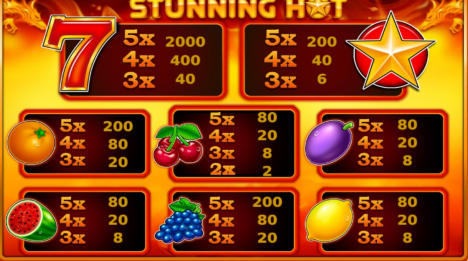 STUNNING HOT
7
5x 2000
4x 400
3x 40
5x 200
4x 40
3x 6
5x 200
4x 80
3x 20
5x 80
4x 20
3x 8
2x 2
5x 80
4x 20
3x 8
5x 80
4x 20
3x 8
5x 200
4x 80
3x 20
5x 80
4x 20
3x 8